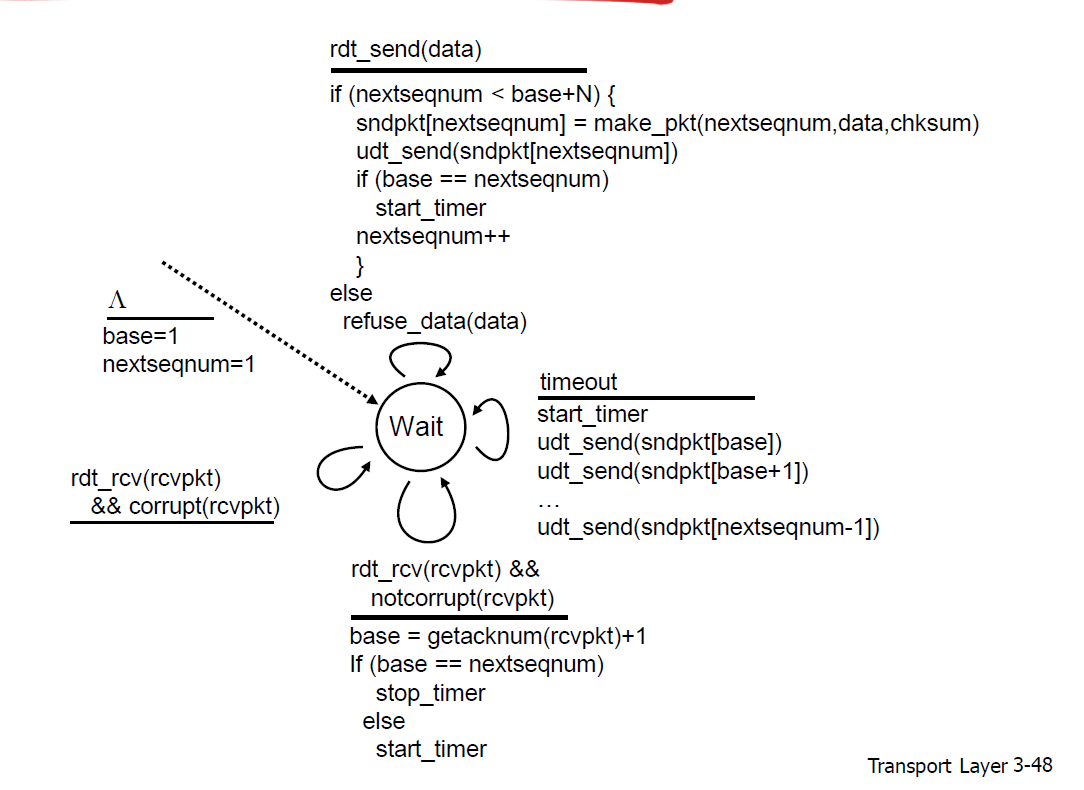 rdt_send(data)
if (nextseqnum < base+N) {
sndpkt[nextseqnum] = make_pkt(nextseqnum,data,chksum)
udt_send(sndpkt[nextseqnum])
if (base == nextseqnum)
start_timer
nextseqnum++
}
else
refuse_data(data)
Λ
base=1
nextseqnum=1
Wait
timeout
start_timer
udt_send(sndpkt[base])
udt_send(sndpkt[base+1])
…
udt_send(sndpkt[nextseqnum-1])
rdt_rcv(rcvpkt)
&& corrupt(rcvpkt)
rdt_rcv(rcvpkt) &&
notcorrupt(rcvpkt)
base = getacknum(rcvpkt)+1
If (base == nextseqnum)
stop_timer
else
start_timer
Transport Layer 3-48